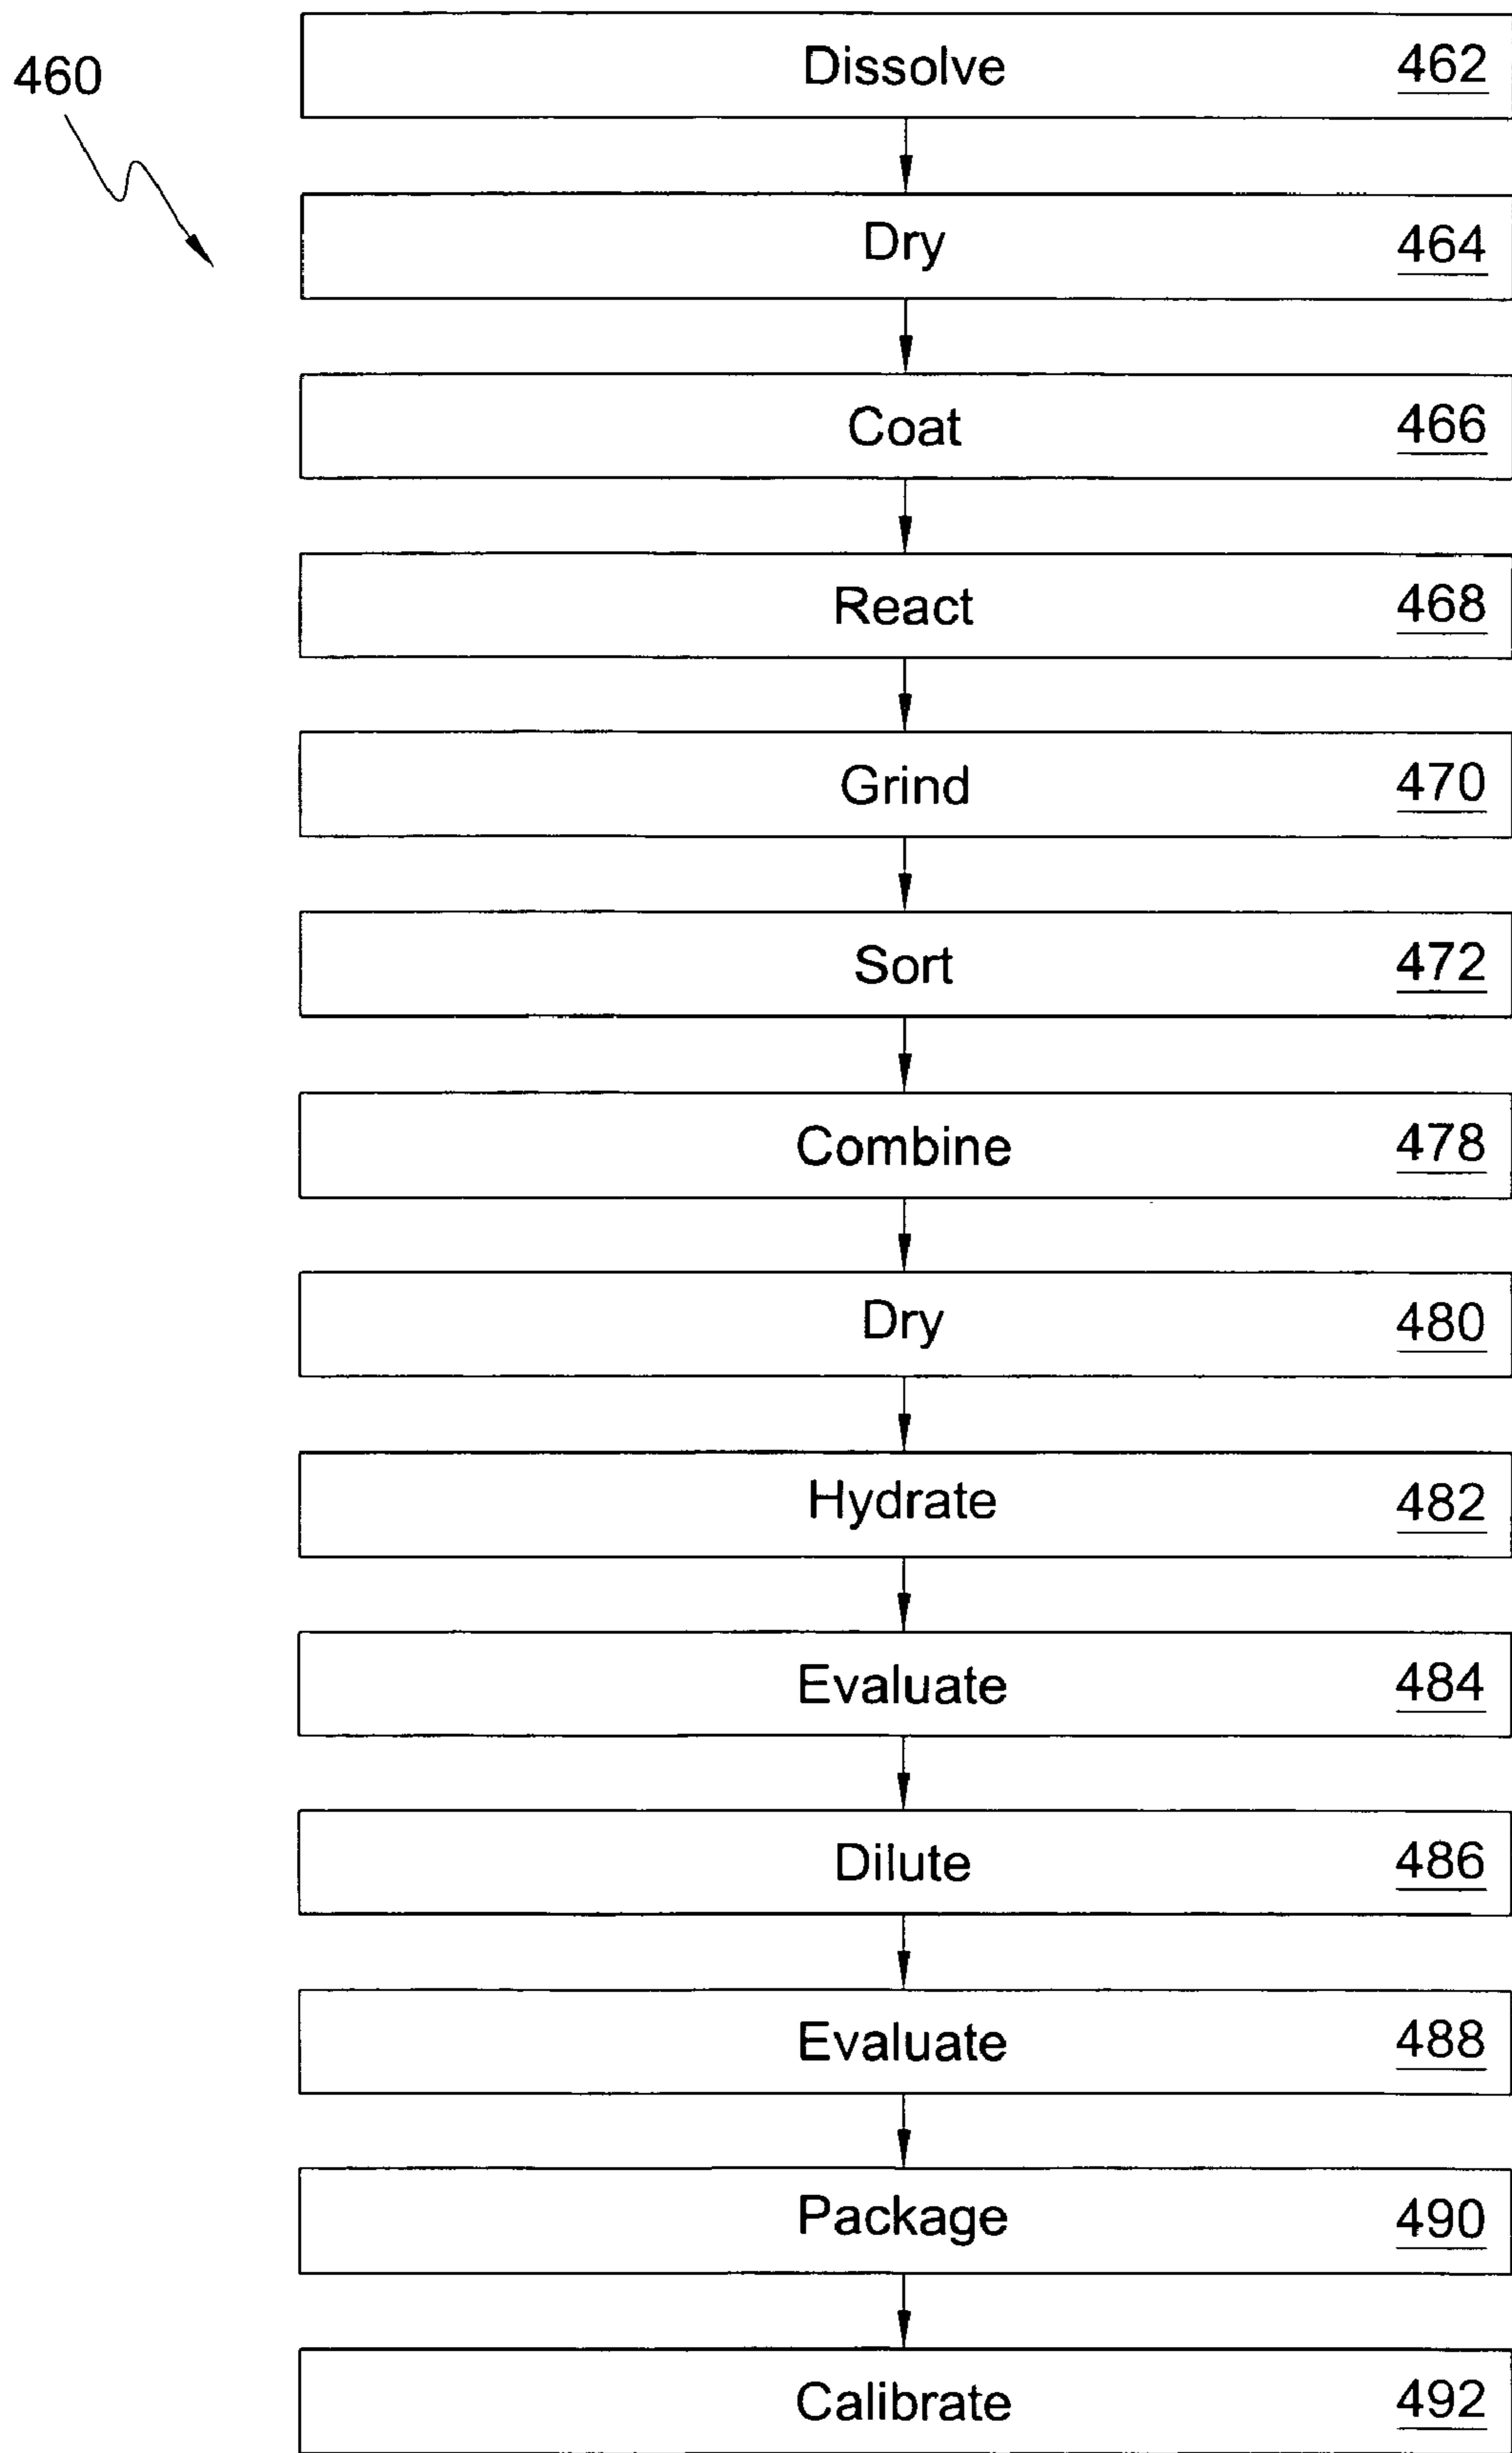 460
Dissolve 462
Dry 464
Coat 466
React 468
Grind 470
Sort 472
Combine 478
Dry 480
Hydrate 482
Evaluate 484
Dilute 486
Evaluate 488
Package 490
Calibrate 492